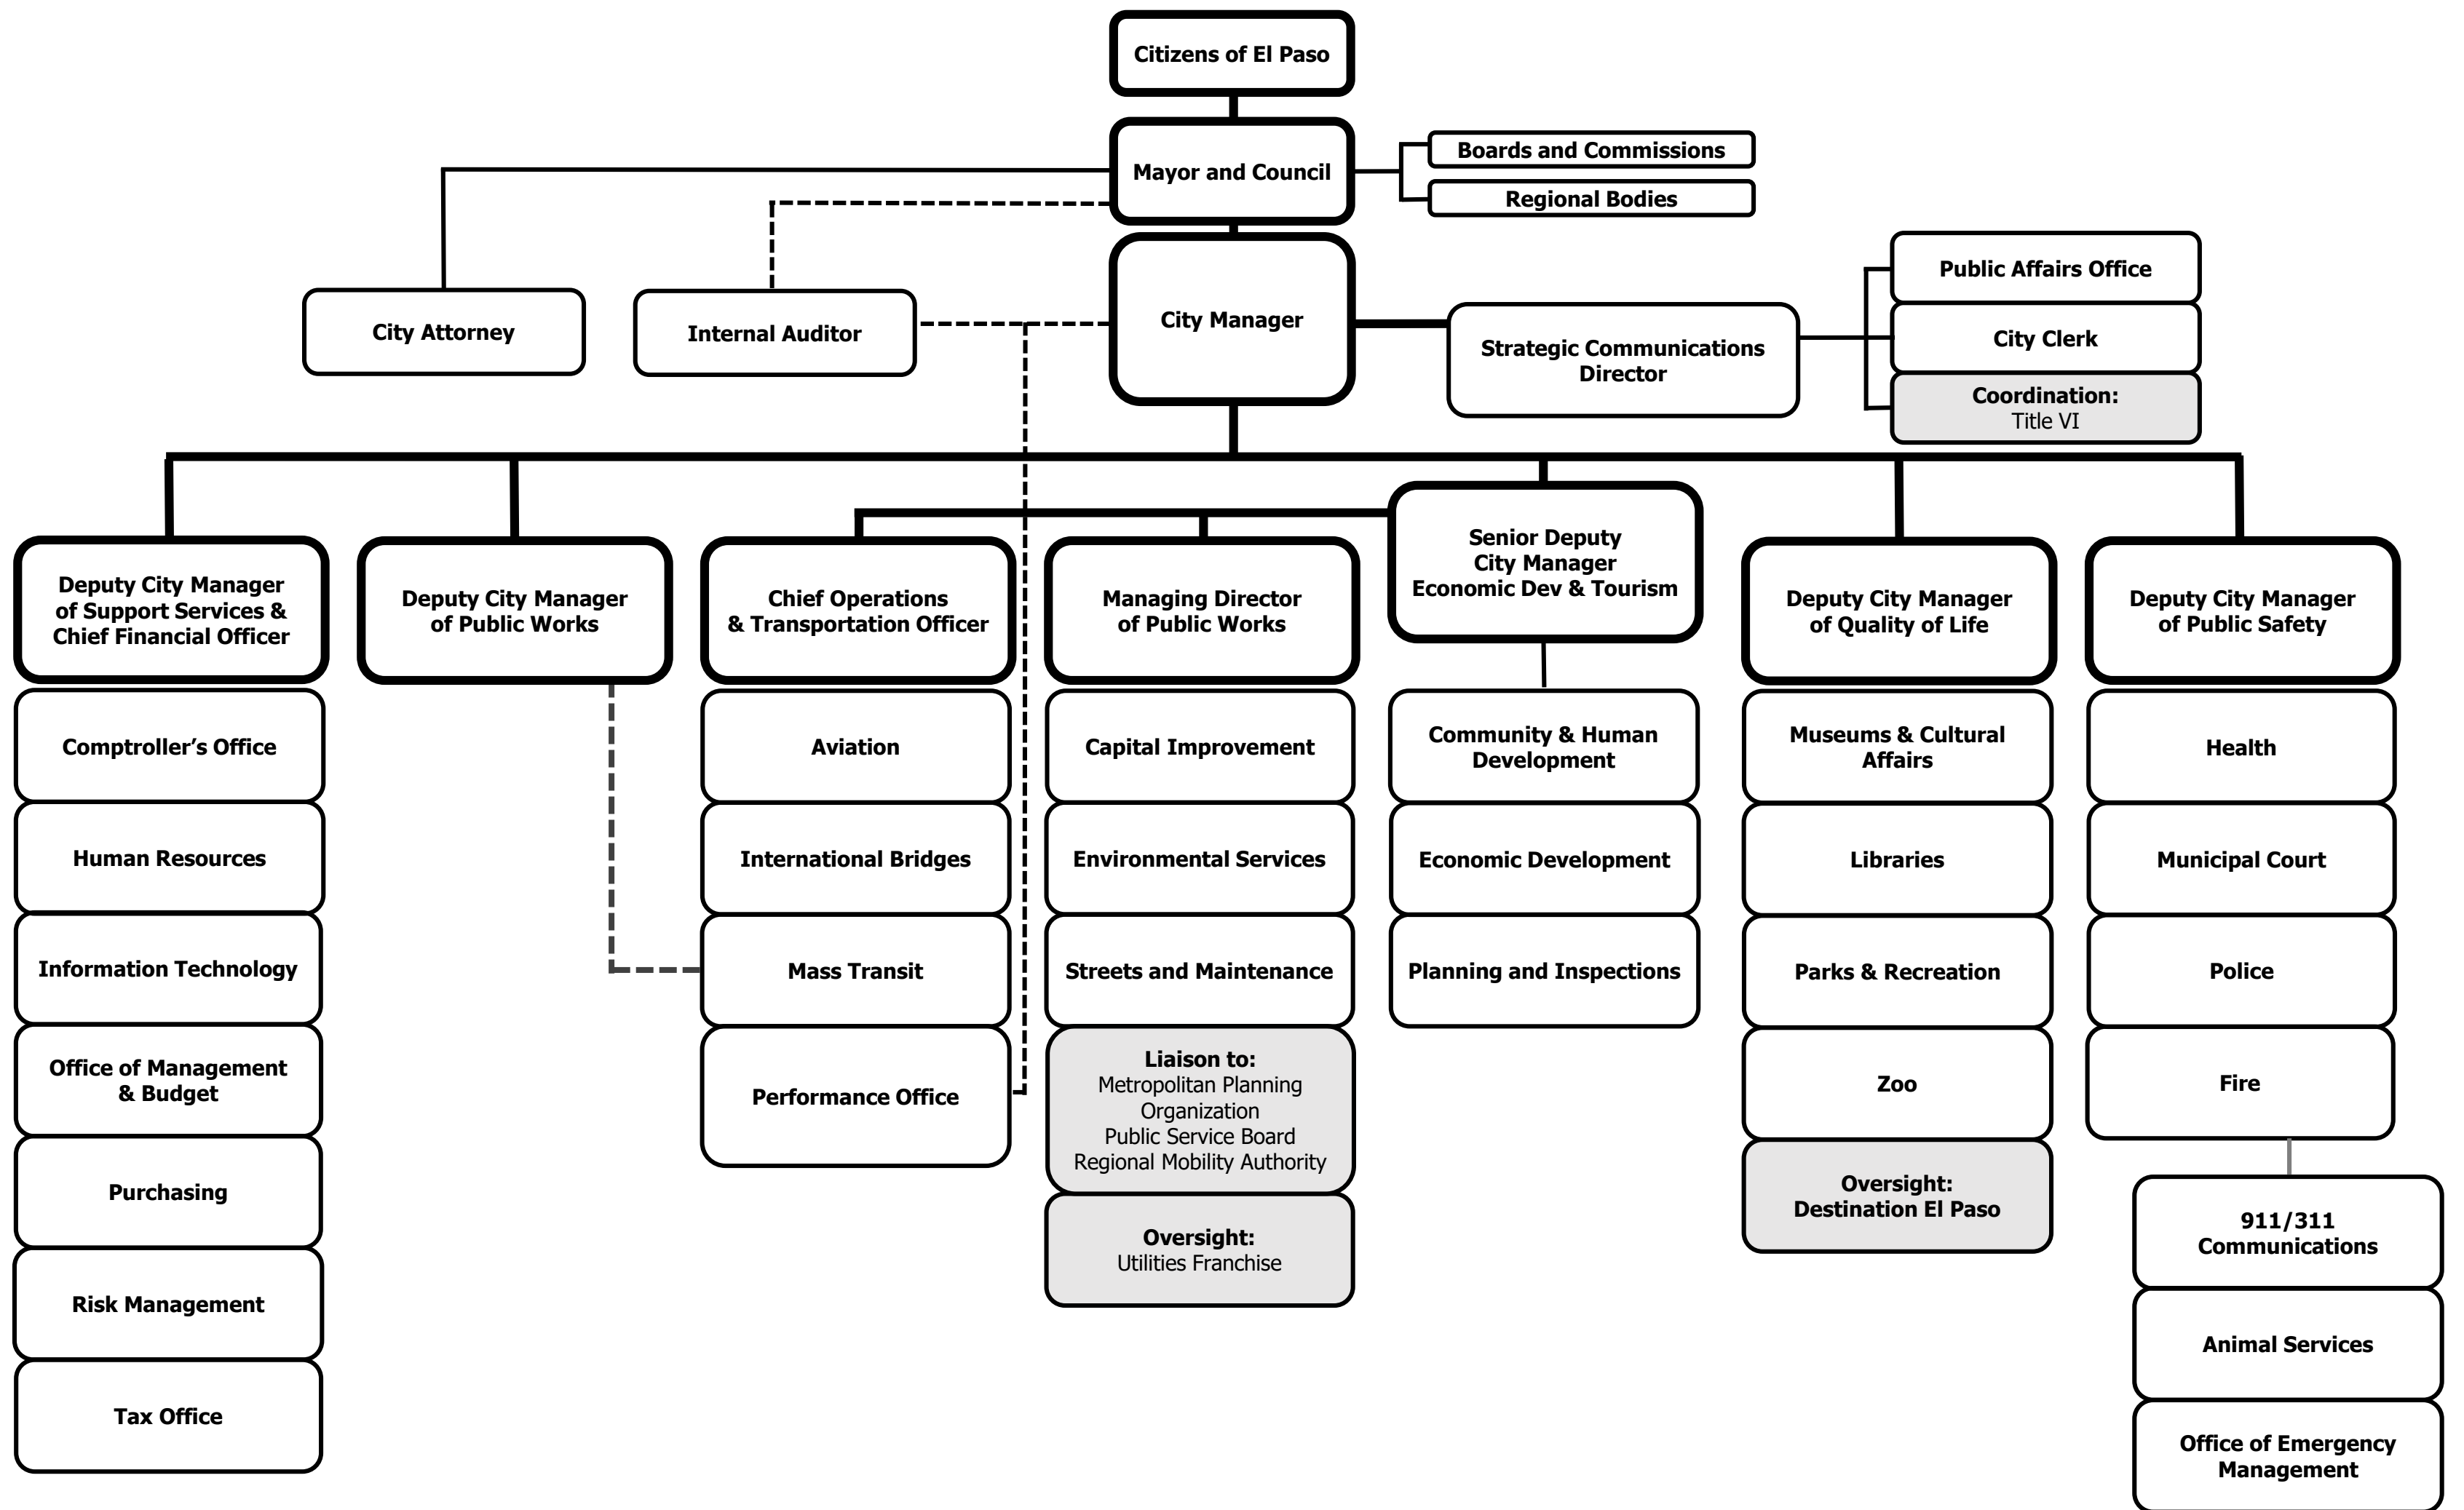 Citizens of El Paso
Mayor and Council
Boards and Commissions
Regional Bodies
City Attorney
Internal Auditor
City Manager
Strategic Communications
Director
Public Affairs Office
City Clerk
Coordination:
Title VI
Deputy City Manager
of Support Services &
Chief Financial Officer
Comptroller’s Office
Human Resources
Information Technology
Office of Management
& Budget
Purchasing
Risk Management
Tax Office
Deputy City Manager
of Public Works
Chief Operations
& Transportation Officer
Aviation
International Bridges
Mass Transit
Performance Office
Managing Director
of Public Works
Capital Improvement
Environmental Services
Streets and Maintenance
Liaison to:
Metropolitan Planning
Organization
Public Service Board
Regional Mobility Authority
Oversight:
Utilities Franchise
Senior Deputy
City Manager
Economic Dev & Tourism
Community & Human
Development
Economic Development
Planning and Inspections
Deputy City Manager
of Quality of Life
Museums & Cultural
Affairs
Libraries
Parks & Recreation
Zoo
Oversight:
Destination El Paso
Deputy City Manager
of Public Safety
Health
Municipal Court
Police
Fire
911/311
Communications
Animal Services
Office of Emergency
Management